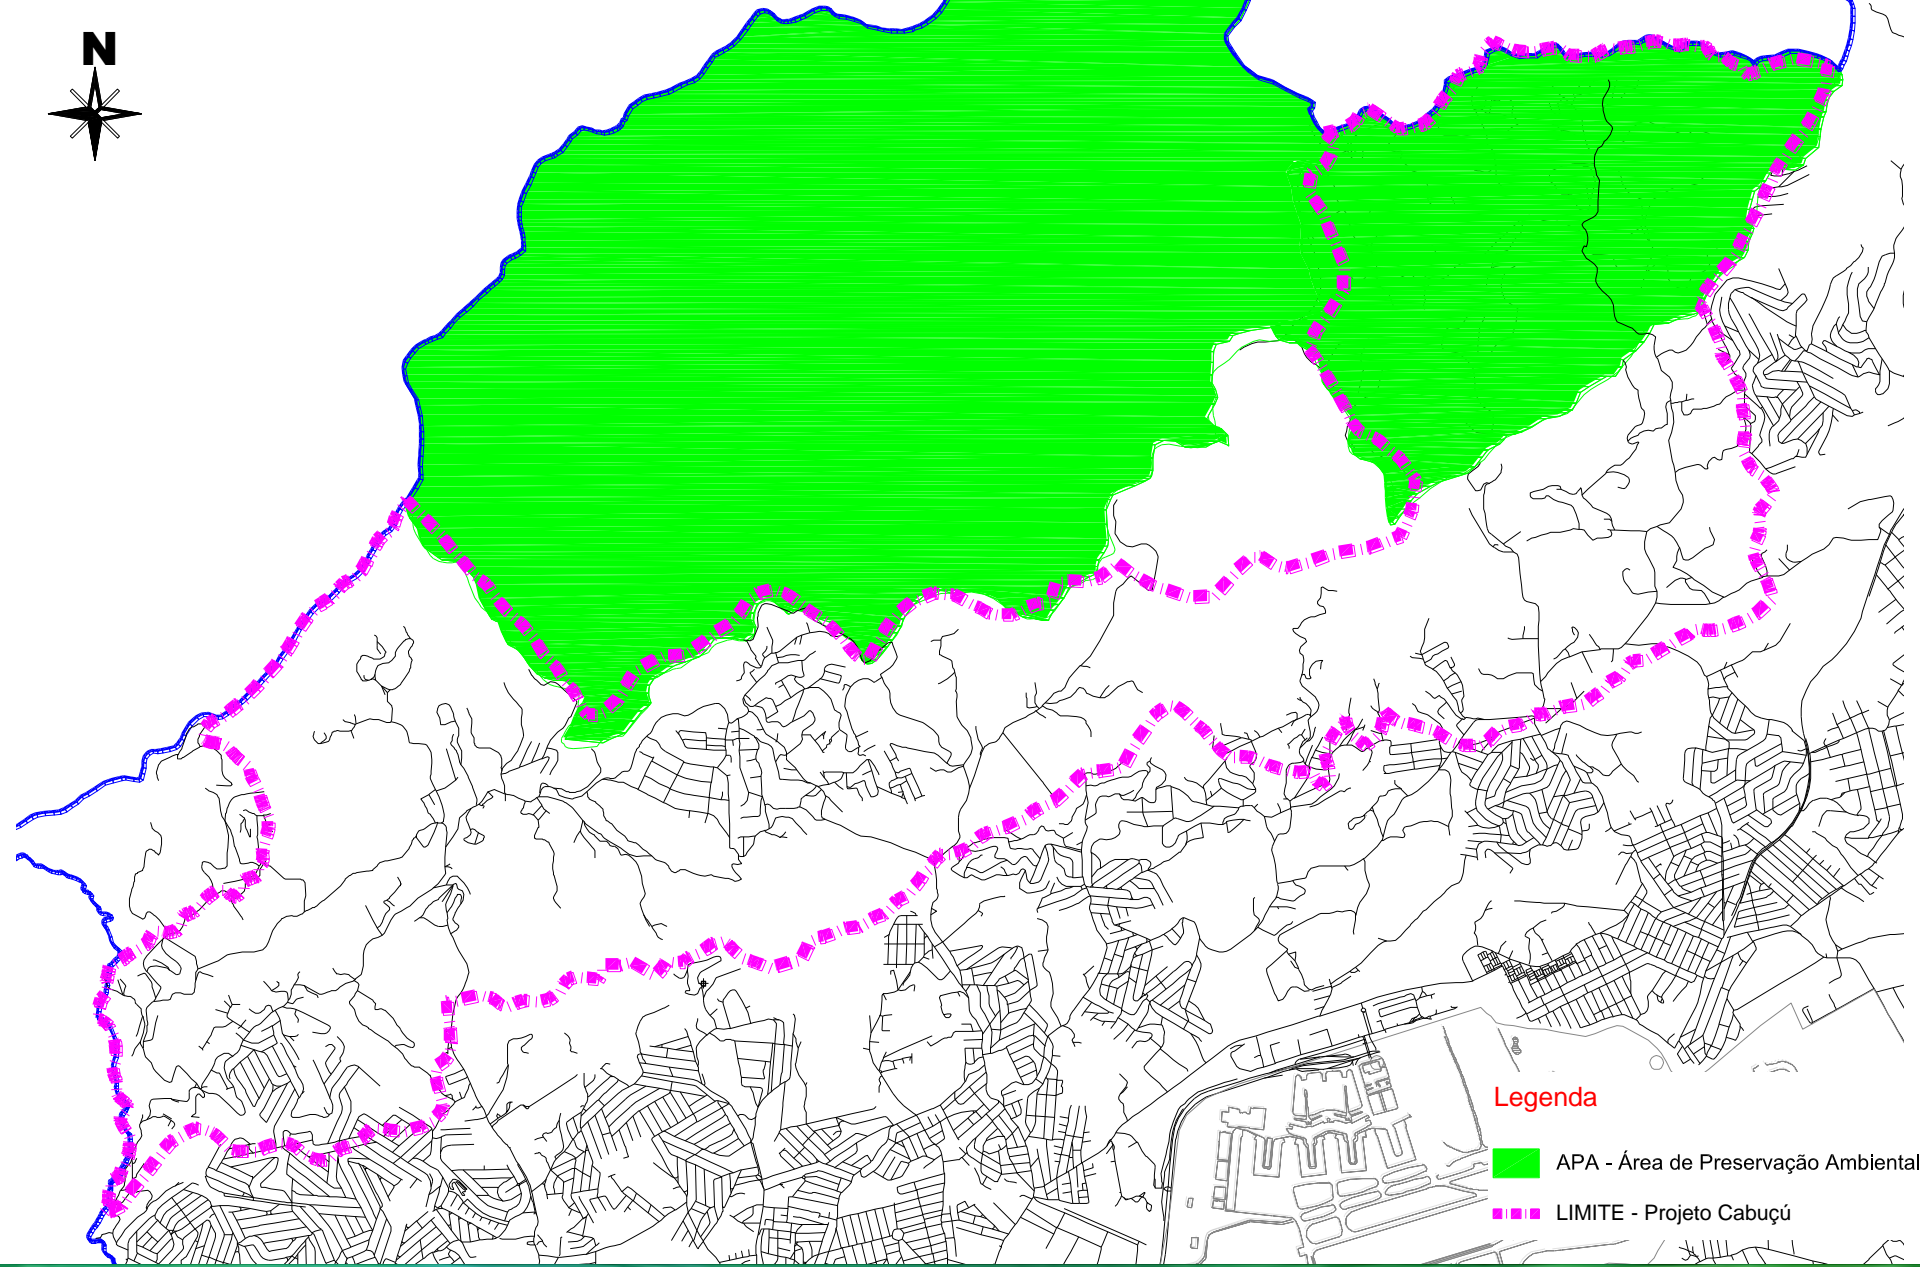 N
Legenda
APA - Área de Preservação Ambiental
LIMITE - Projeto Cabuçú